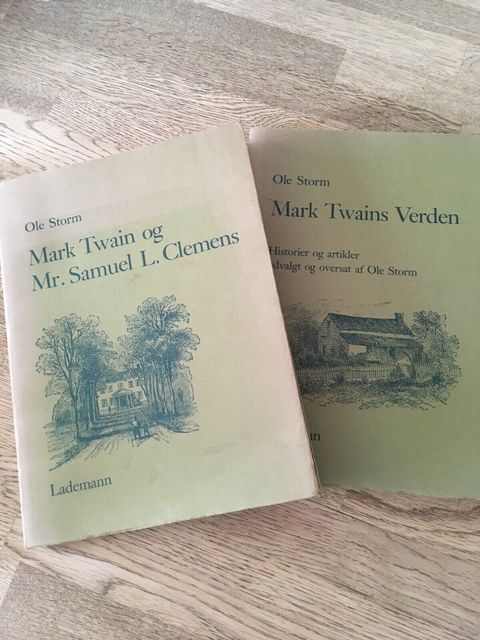 Ole Storm
Mark Twain og
Mr. Samuel L. Clemens
Lademann
Ole Storm
Mark Twains Verden
Historier og artikler
og oversat af Ole Storm